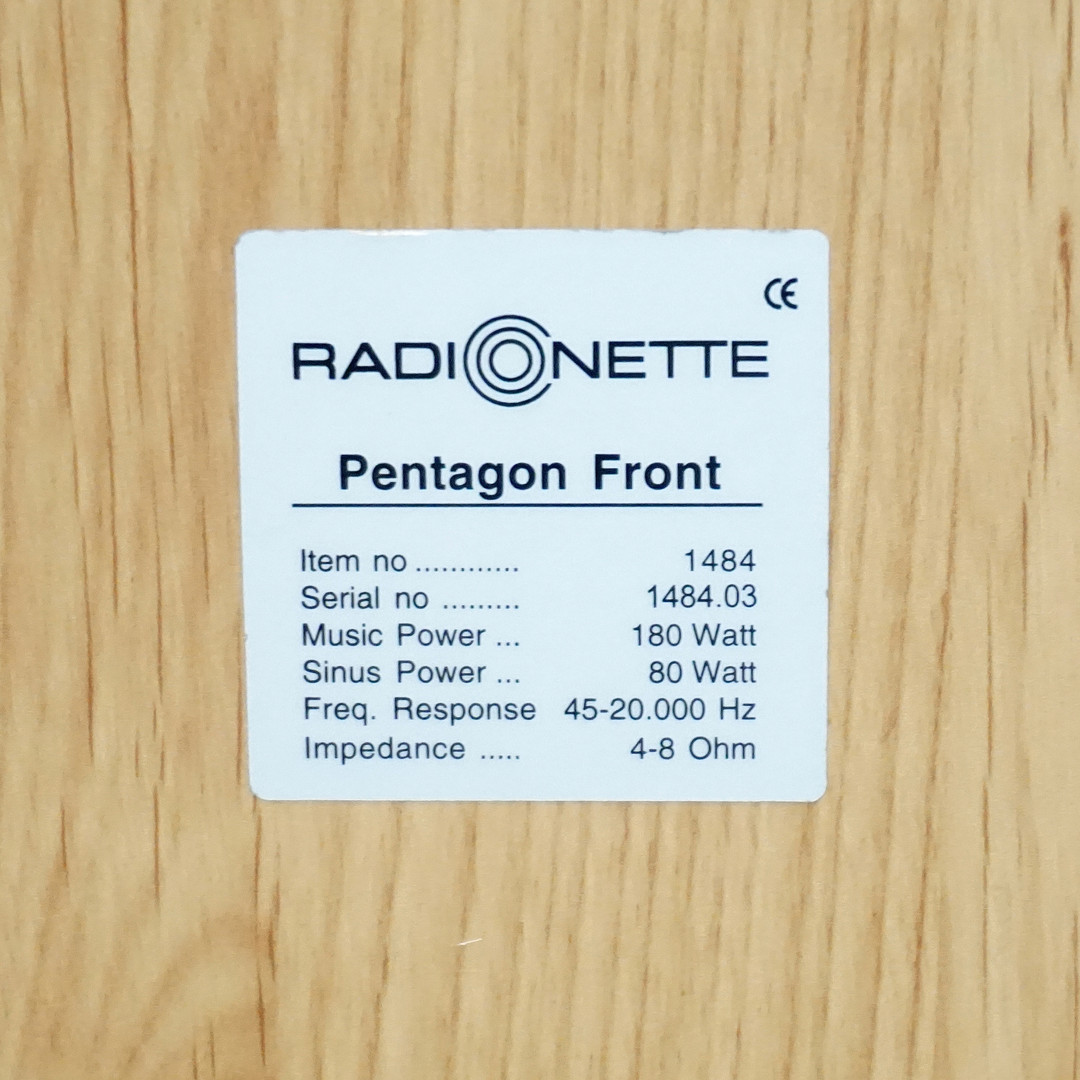 CE
RADIONETTE
Pentagon Front
Item no ............ 1484
Serial no ......... 1484.03
Music Power ... 180 Watt
Sinus Power ... 80 Watt
Freq. Response 45-20.000 Hz
Impedance ..... 4-8 Ohm